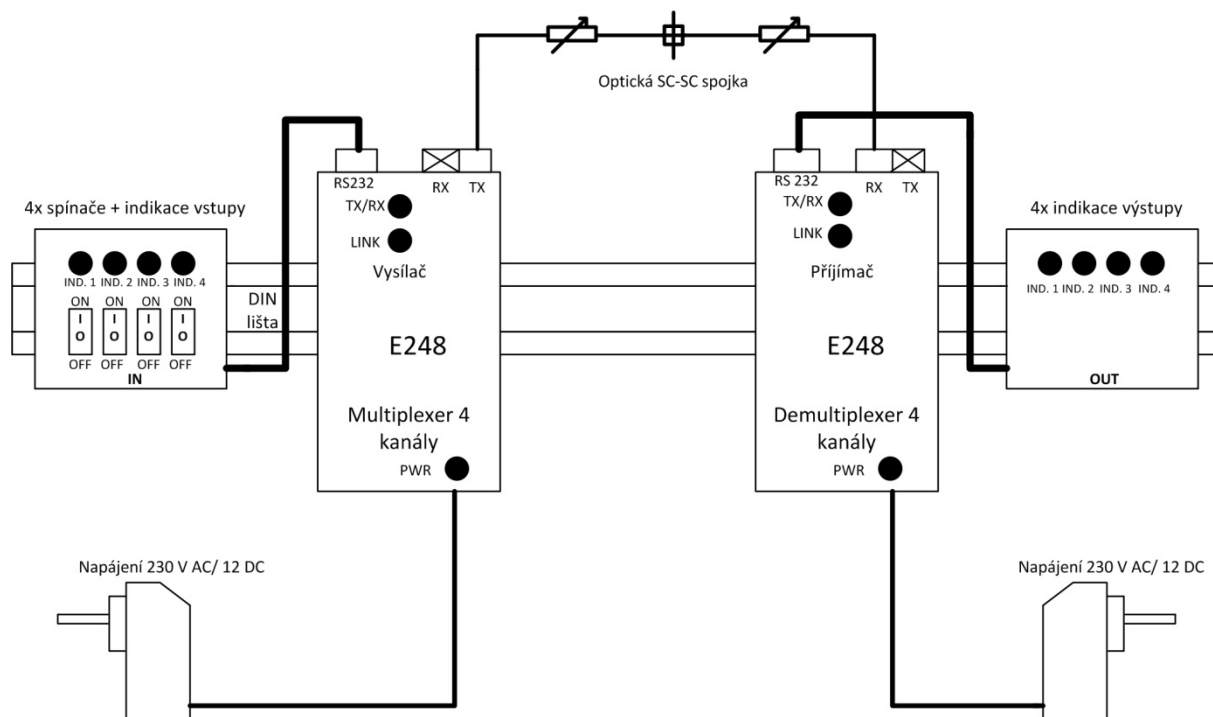 Optická SC-SC spojka
RS232
RX
TX
TX/RX
LINK
Vysílač
E248
Multiplexer 4
kanály
PWR
RS 232
RX
TX
TX/RX
LINK
Příjímač
E248
Demultiplexer 4
kanály
PWR
4x spínače + indikace vstupy
IND. 1 IND. 2 IND. 3 IND. 4
ON ON ON ON
I I I I
O O O O
OFF OFF OFF OFF
IN
DIN
lišta
4x indikace výstupy
IND. 1 IND. 2 IND. 3 IND. 4
OUT
Napájení 230 V AC/ 12 DC
Napájení 230 V AC/ 12 DC